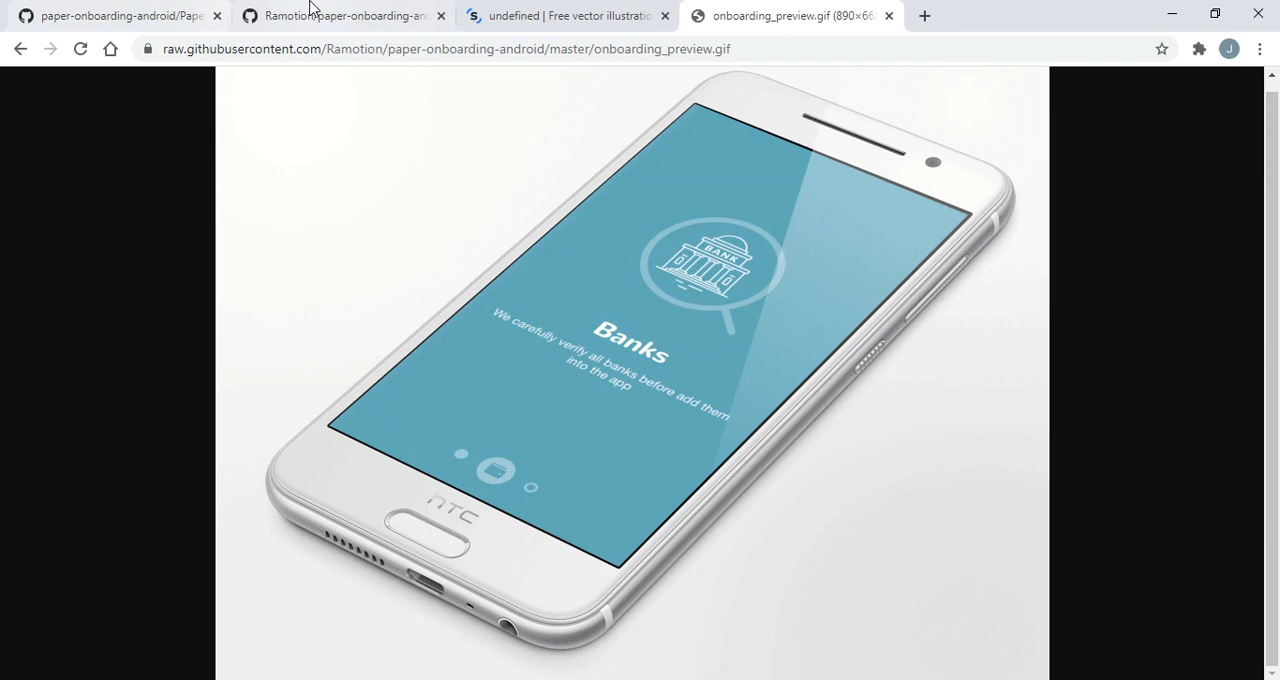 paper-onboarding-android/Pape
Ramotion/paper-onboarding-and
undefined | Free vector illustratio
onboarding_preview.gif (890×66
raw.githubusercontent.com/Ramotion/paper-onboarding-android/master/onboarding_preview.gif
J
BANK
Banks
We carefully verify all banks before add them
into the app
hTC